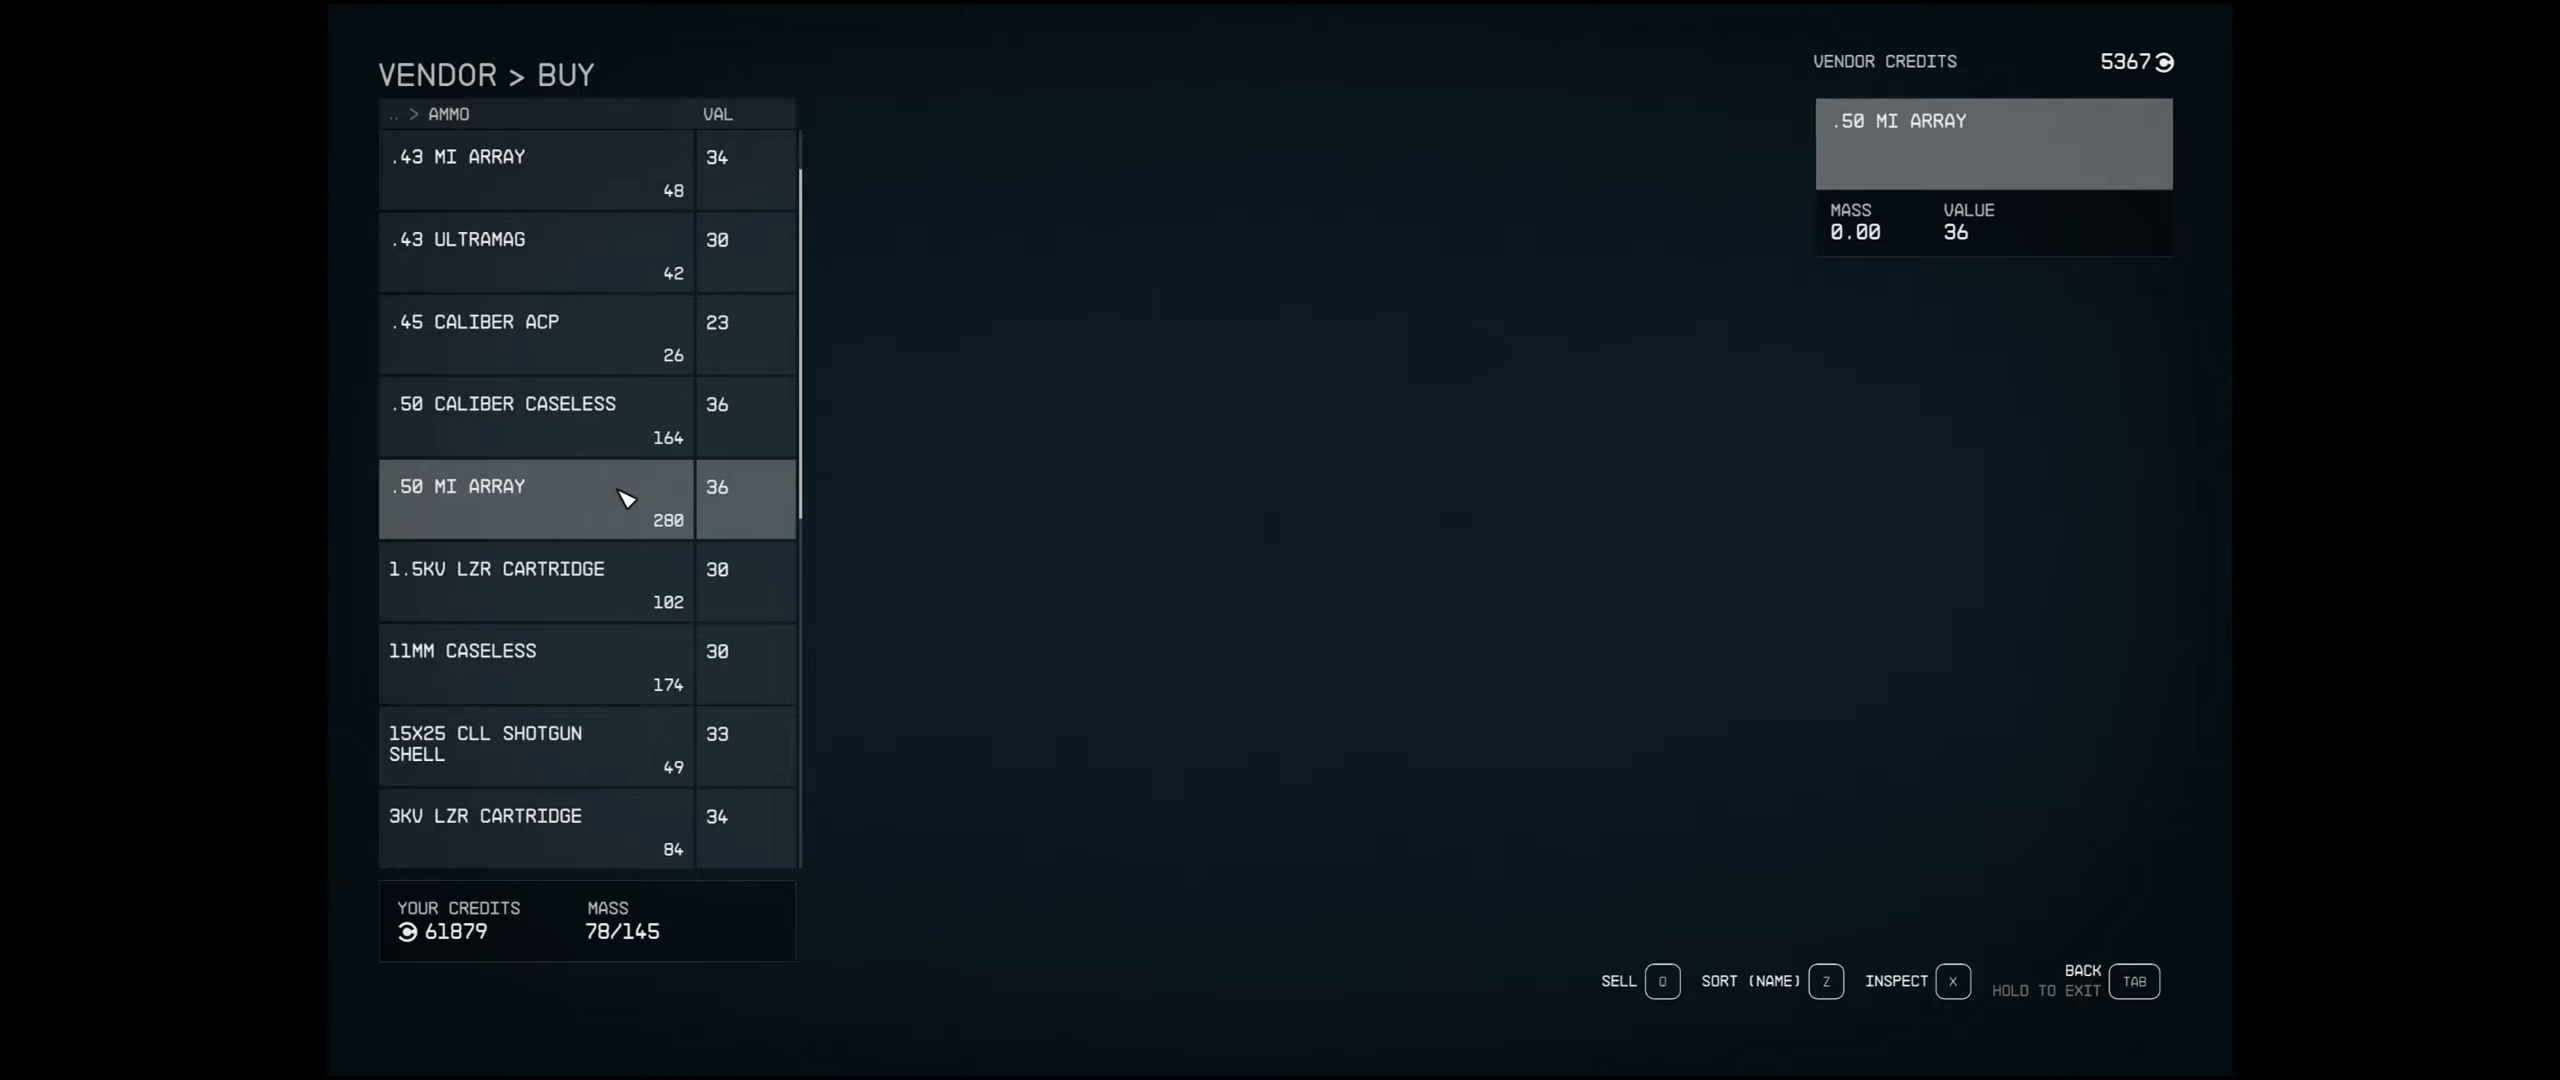 VENDOR > BUY
.. > AMMO VAL
.43 MI ARRAY 34
48
.43 ULTRAMAG 30
42
.45 CALIBER ACP 23
26
.50 CALIBER CASELESS 36
164
.50 MI ARRAY 36
280
1.5KV LZR CARTRIDGE 30
102
11MM CASELESS 30
174
15X25 CLL SHOTGUN 33
SHELL
49
3KV LZR CARTRIDGE 34
84
YOUR CREDITS MASS
61879 78/145
VENDOR CREDITS 5367
.50 MI ARRAY
MASS VALUE
0.00 36
SELL Q SORT (NAME) Z INSPECT X BACK TAB
HOLD TO EXIT